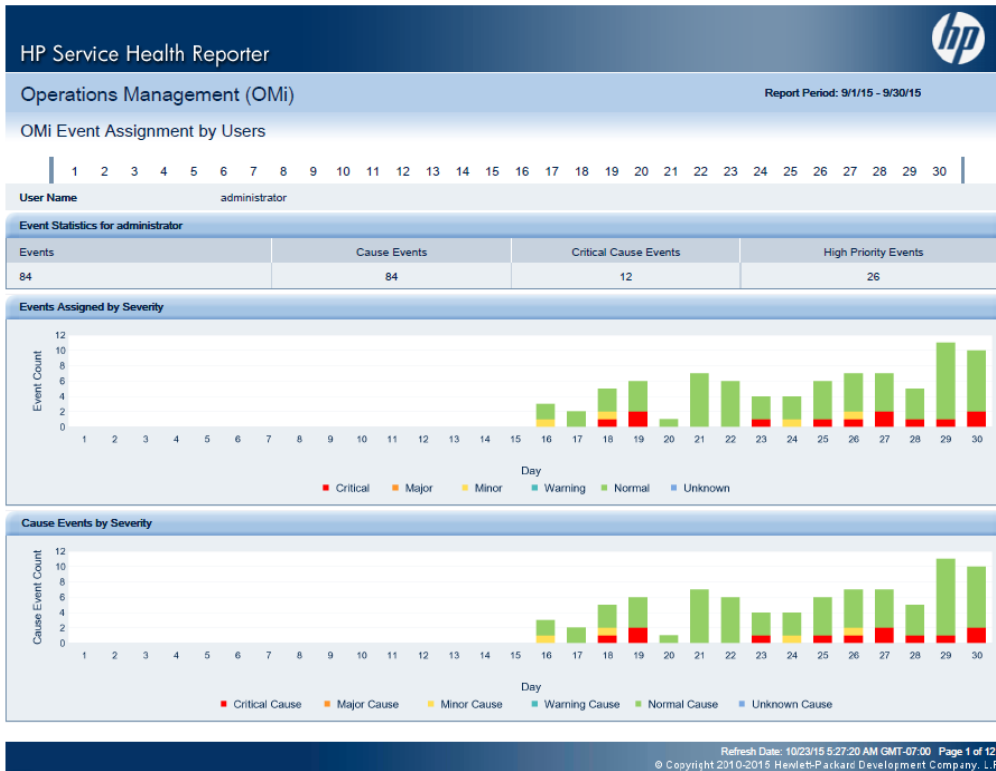 hp
HP Service Health Reporter
Operations Management (OMi)
Report Period: 9/1/15 - 9/30/15
OMi Event Assignment by Users
1 2 3 4 5 6 7 8 9 10 11 12 13 14 15 16 17 18 19 20 21 22 23 24 25 26 27 28 29 30
User Name administrator
Event Statistics for administrator
Events Cause Events Critical Cause Events High Priority Events
84 84 12 26
Events Assigned by Severity
Event Count
12
10
8
6
4
2
0
1 2 3 4 5 6 7 8 9 10 11 12 13 14 15 16 17 18 19 20 21 22 23 24 25 26 27 28 29 30
Day
Critical Major Minor Warning Normal Unknown
Cause Events by Severity
Cause Event Count
12
10
8
6
4
2
0
1 2 3 4 5 6 7 8 9 10 11 12 13 14 15 16 17 18 19 20 21 22 23 24 25 26 27 28 29 30
Day
Critical Cause Major Cause Minor Cause Warning Cause Normal Cause Unknown Cause
Refresh Date: 10/23/15 5:27:20 AM GMT-07:00 Page 1 of 12
© Copyright 2010-2015 Hewlett-Packard Development Company, L.P